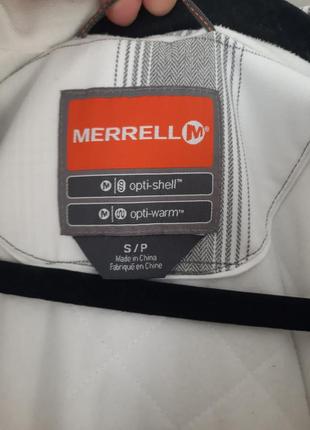 MERRELL M®
M opti-shell™
M opti-warm™
S/P
Made in China
Fabriqué en Chine